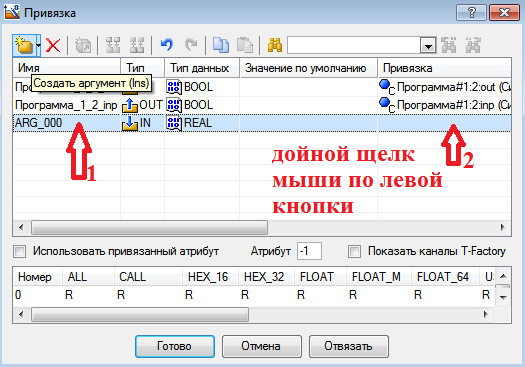 Привязка
Имя Тип Тип данных Значение по умолчанию Привязка
Создать аргумент (Ins) BOOL Программа#1:2:out (Си
Программа_1_2_inp OUT BOOL Программа#1:2:inp (Си
ARG_000 IN REAL
1 2
дойной щелк
мыши по левой
кнопки
Использовать привязанный атрибут Атрибут -1 Показать каналы T-Factory
Номер ALL CALL HEX_16 HEX_32 FLOAT FLOAT_M FLOAT_64 U
0 R R R R R R R R
Готово Отмена Отвязать